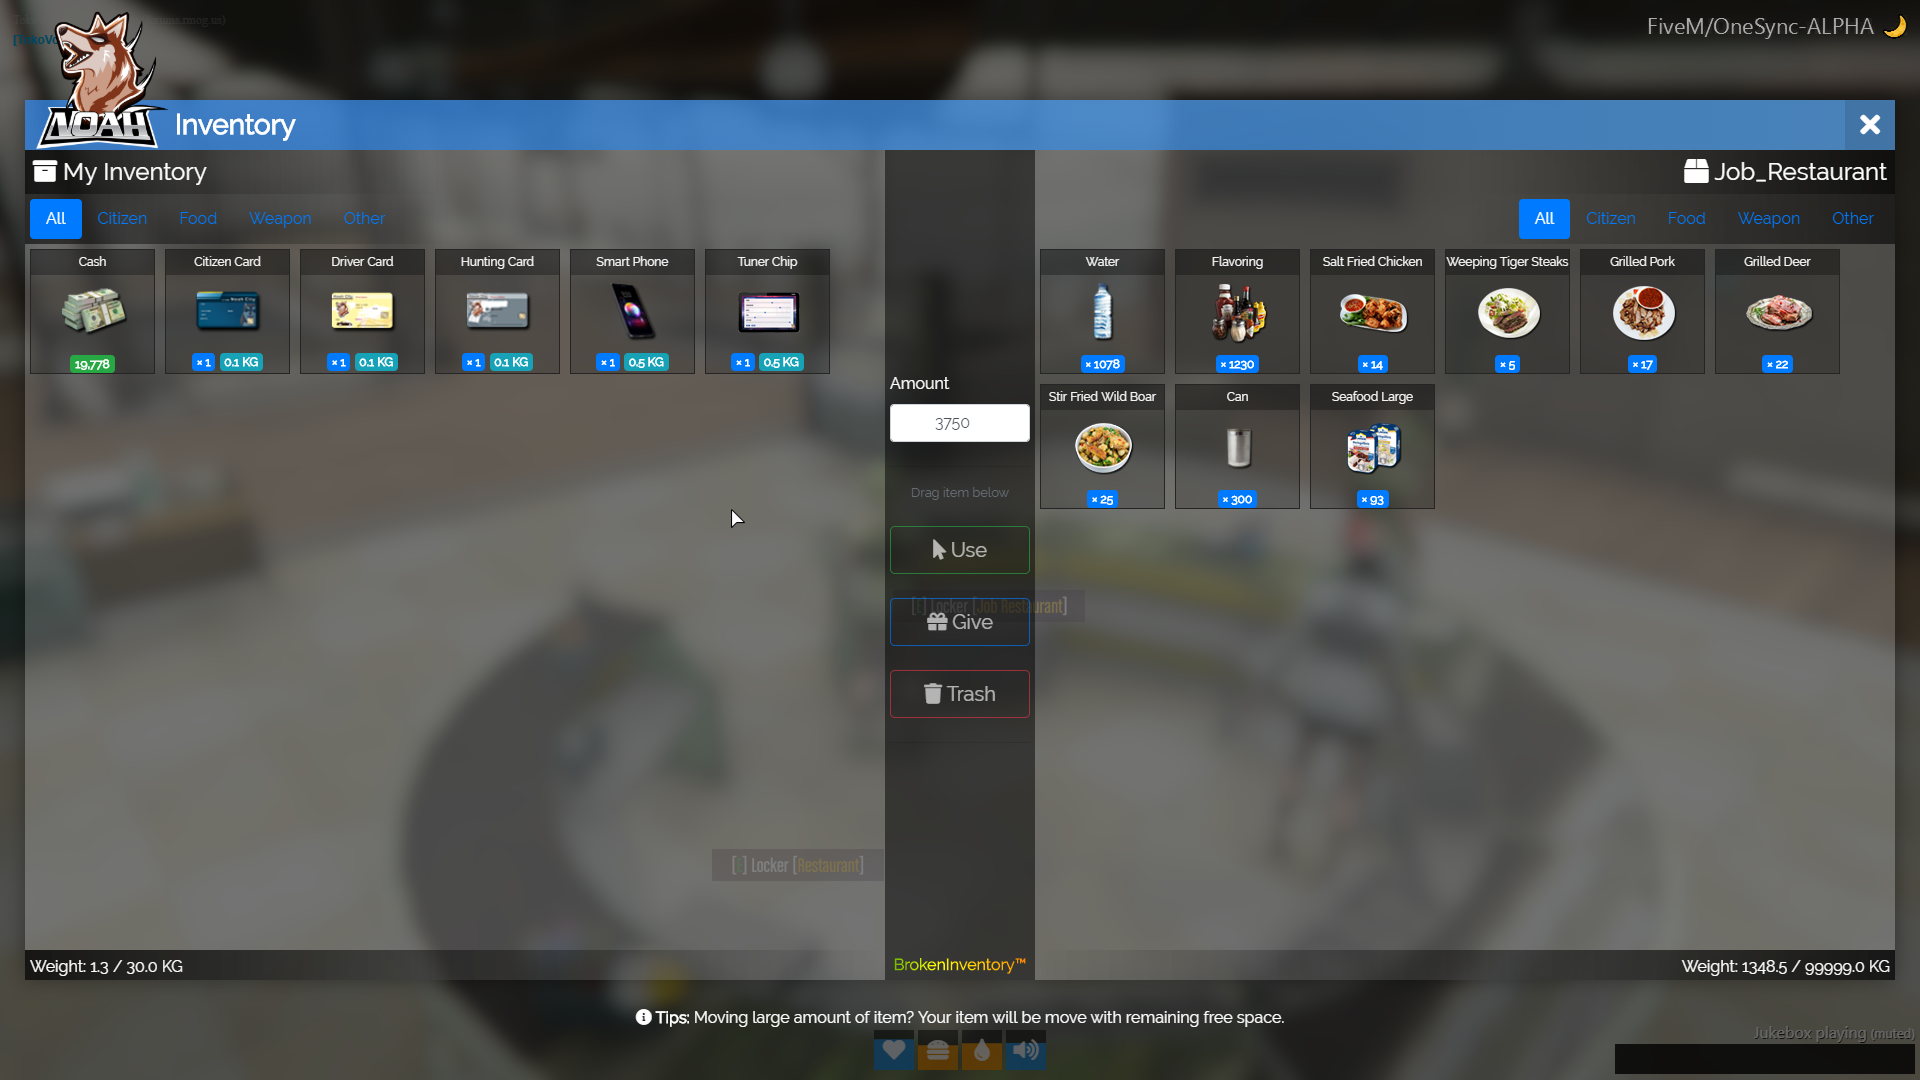 FiveM/OneSync-ALPHA
NOAH
Inventory
My Inventory
Job_Restaurant
All Citizen Food Weapon Other
All Citizen Food Weapon Other
Cash
19,778
Citizen Card
× 1 0.1 KG
Driver Card
× 1 0.1 KG
Hunting Card
× 1 0.1 KG
Smart Phone
× 1 0.5 KG
Tuner Chip
× 1 0.5 KG
Amount
3750
Drag item below
Use
[E] Locker [Job Restaurant]
Give
Trash
Water
× 1078
Flavoring
× 1230
Salt Fried Chicken
× 14
Weeping Tiger Steaks
× 5
Grilled Pork
× 17
Grilled Deer
× 22
Stir Fried Wild Boar
× 25
Can
× 300
Seafood Large
× 93
Locker [Restaurant]
BrokenInventory™
Weight: 1.3 / 30.0 KG
Weight: 1348.5 / 99999.0 KG
Tips: Moving large amount of item? Your item will be move with remaining free space.
Jukebox playing (muted)